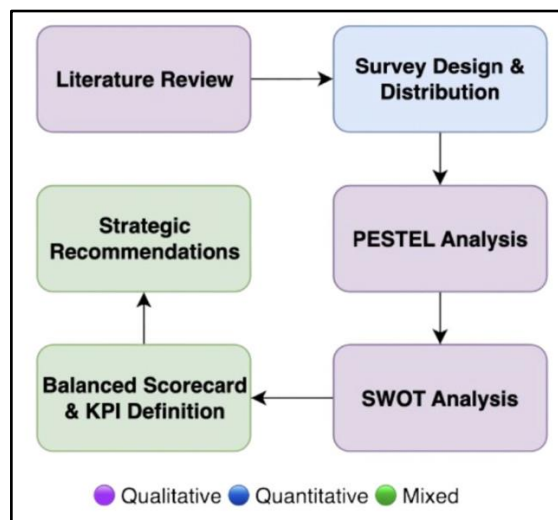 Literature Review
Survey Design &
Distribution
PESTEL Analysis
SWOT Analysis
Balanced Scorecard
& KPI Definition
Strategic
Recommendations
Qualitative Quantitative Mixed